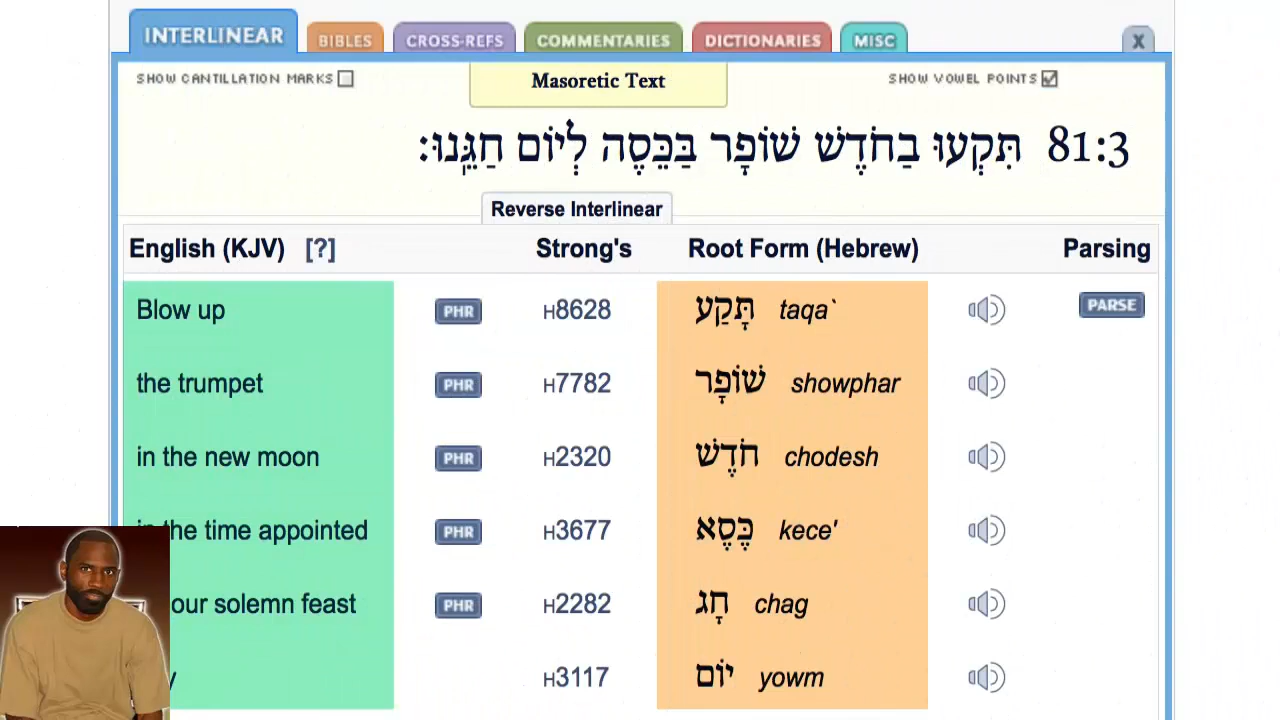 INTERLINEAR BIBLES CROSS-REFS COMMENTARIES DICTIONARIES MISC X
SHOW CANTILLATION MARKS Masoretic Text SHOW VOWEL POINTS
81:3 תִּקְעוּ בַחֹדֶשׁ שׁוֹפָר בַּכֵּסֶה לְיוֹם חַגֵּנוּ׃
Reverse Interlinear
English (KJV) [?] Strong's Root Form (Hebrew) Parsing
Blow up PHR H8628 תָּקַע taqa` PARSE
the trumpet PHR H7782 שׁוֹפָר showphar
in the new moon PHR H2320 חֹדֶשׁ chodesh
in the time appointed PHR H3677 כֶּסֶא kece'
our solemn feast PHR H2282 חָג chag
H3117 יוֹם yowm